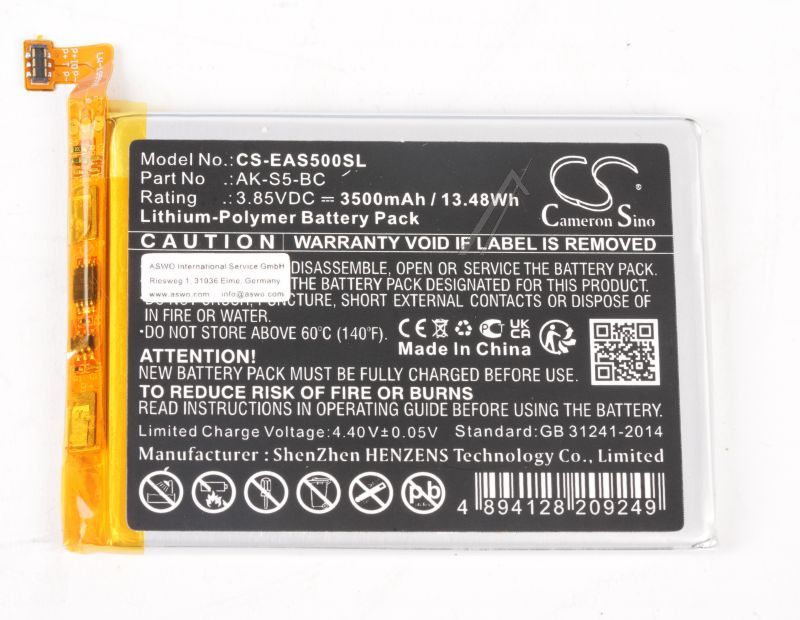 Model No.: CS-EAS500SL
Part No : AK-S5-BC
Rating : 3.85VDC ⎓ 3500mAh / 13.48Wh
Lithium-Polymer Battery Pack
CS
Cameron Sino
CAUTION WARRANTY VOID IF LABEL IS REMOVED
ASWO International Service GmbH
Riesweg 1, 31036 Eime, Germany
www.aswo.com info@aswo.com
DISASSEMBLE, OPEN OR SERVICE THE BATTERY PACK.
THE BATTERY PACK DESIGNATED FOR THIS PRODUCT.
PUNCTURE, SHORT EXTERNAL CONTACTS OR DISPOSE OF
IN FIRE OR WATER.
·DO NOT STORE ABOVE 60°C (140°F).
CE UK CA
Made In China
ATTENTION!
NEW BATTERY PACK MUST BE FULLY CHARGED BEFORE USE.
TO REDUCE RISK OF FIRE OR BURNS
READ INSTRUCTIONS IN OPERATING GUIDE BEFORE USING THIS BATTERY.
Limited Charge Voltage: 4.40V±0.05V Standard: GB 31241-2014
Manufacturer : ShenZhen HENZENS Technology Co., Limited
Pb
4 894128 209249